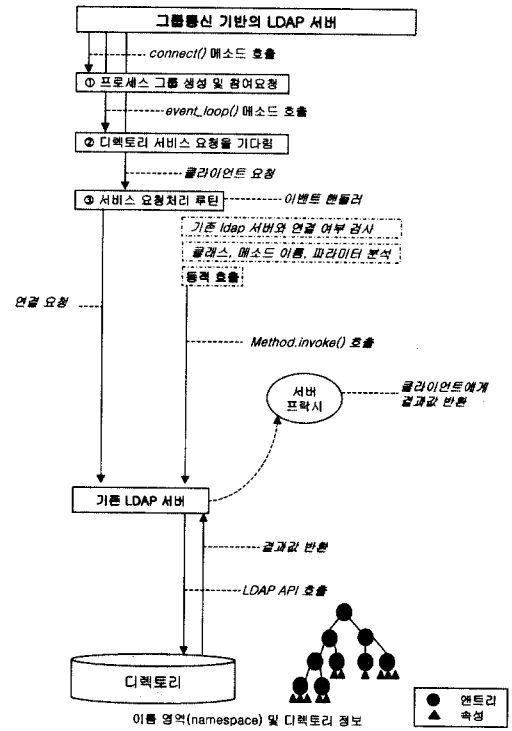 그룹통신 기반의 LDAP 서버
connect() 메소드 호출
① 프로세스 그룹 생성 및 참여요청
event_loop() 메소드 호출
② 디렉토리 서비스 요청을 기다림
클라이언트 요청
③ 서비스 요청처리 루틴
이벤트 핸들러
기존 ldap 서버와 연결 여부 검사
클래스, 메소드 이름, 파라미터 분석
동적 호출
연결 요청
Method.invoke() 호출
서버
프락시
클라이언트에게
결과값 반환
기존 LDAP 서버
결과값 반환
LDAP API 호출
디렉토리
이름 영역(namespace) 및 디렉토리 정보
앤트리
속성